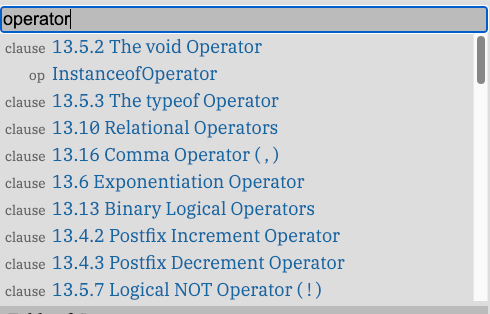 operator
clause 13.5.2 The void Operator
op InstanceofOperator
clause 13.5.3 The typeof Operator
clause 13.10 Relational Operators
clause 13.16 Comma Operator ( , )
clause 13.6 Exponentiation Operator
clause 13.13 Binary Logical Operators
clause 13.4.2 Postfix Increment Operator
clause 13.4.3 Postfix Decrement Operator
clause 13.5.7 Logical NOT Operator ( ! )